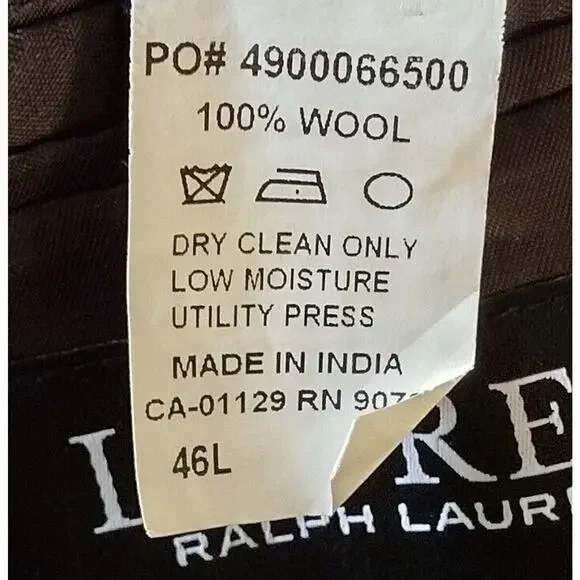 PO# 4900066500
100% WOOL
DRY CLEAN ONLY
LOW MOISTURE
UTILITY PRESS
MADE IN INDIA
CA-01129 RN
46L
RALPH